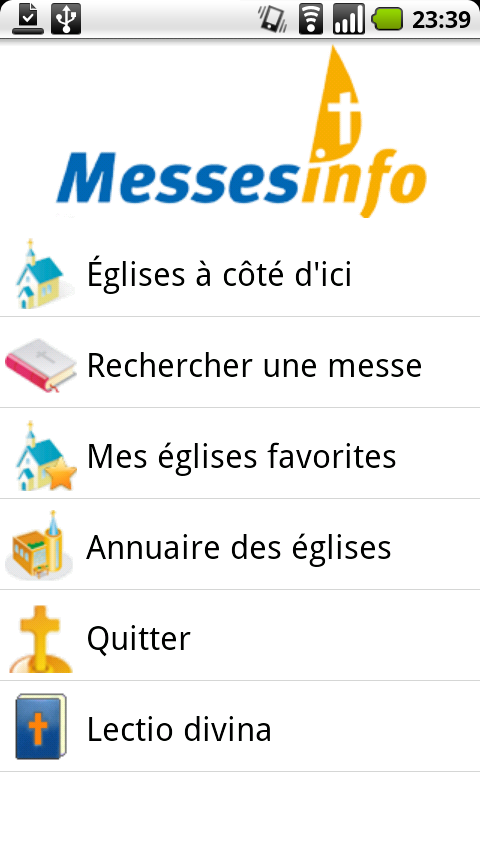 23:39
Messesinfo
Églises à côté d'ici
Rechercher une messe
Mes églises favorites
Annuaire des églises
Quitter
Lectio divina